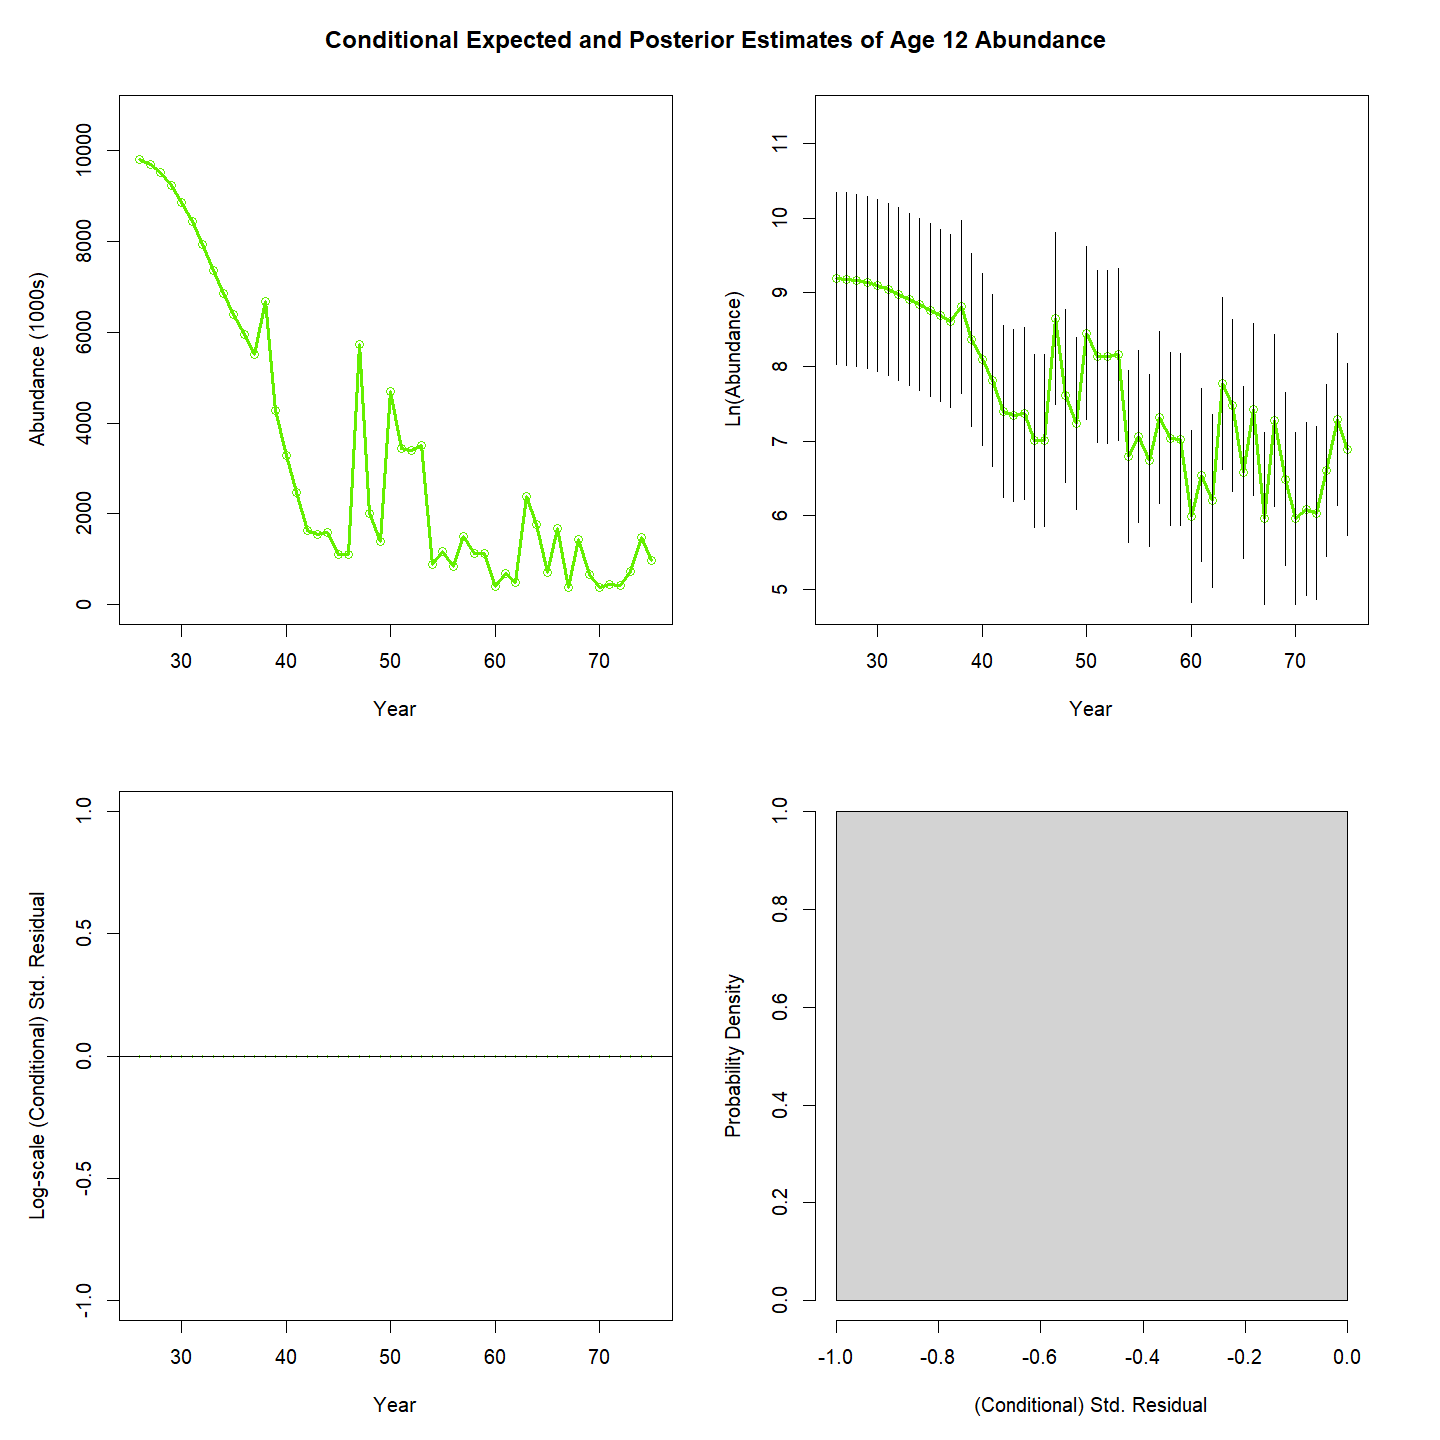 Conditional Expected and Posterior Estimates of Age 12 Abundance
Abundance (1000s)
10000
8000
6000
4000
2000
0
30 40 50 60 70
Year
Ln(Abundance)
11
10
9
8
7
6
5
30 40 50 60 70
Year
Log-scale (Conditional) Std. Residual
1.0
0.5
0.0
-0.5
-1.0
30 40 50 60 70
Year
Probability Density
1.0
0.8
0.6
0.4
0.2
0.0
-1.0 -0.8 -0.6 -0.4 -0.2 0.0
(Conditional) Std. Residual